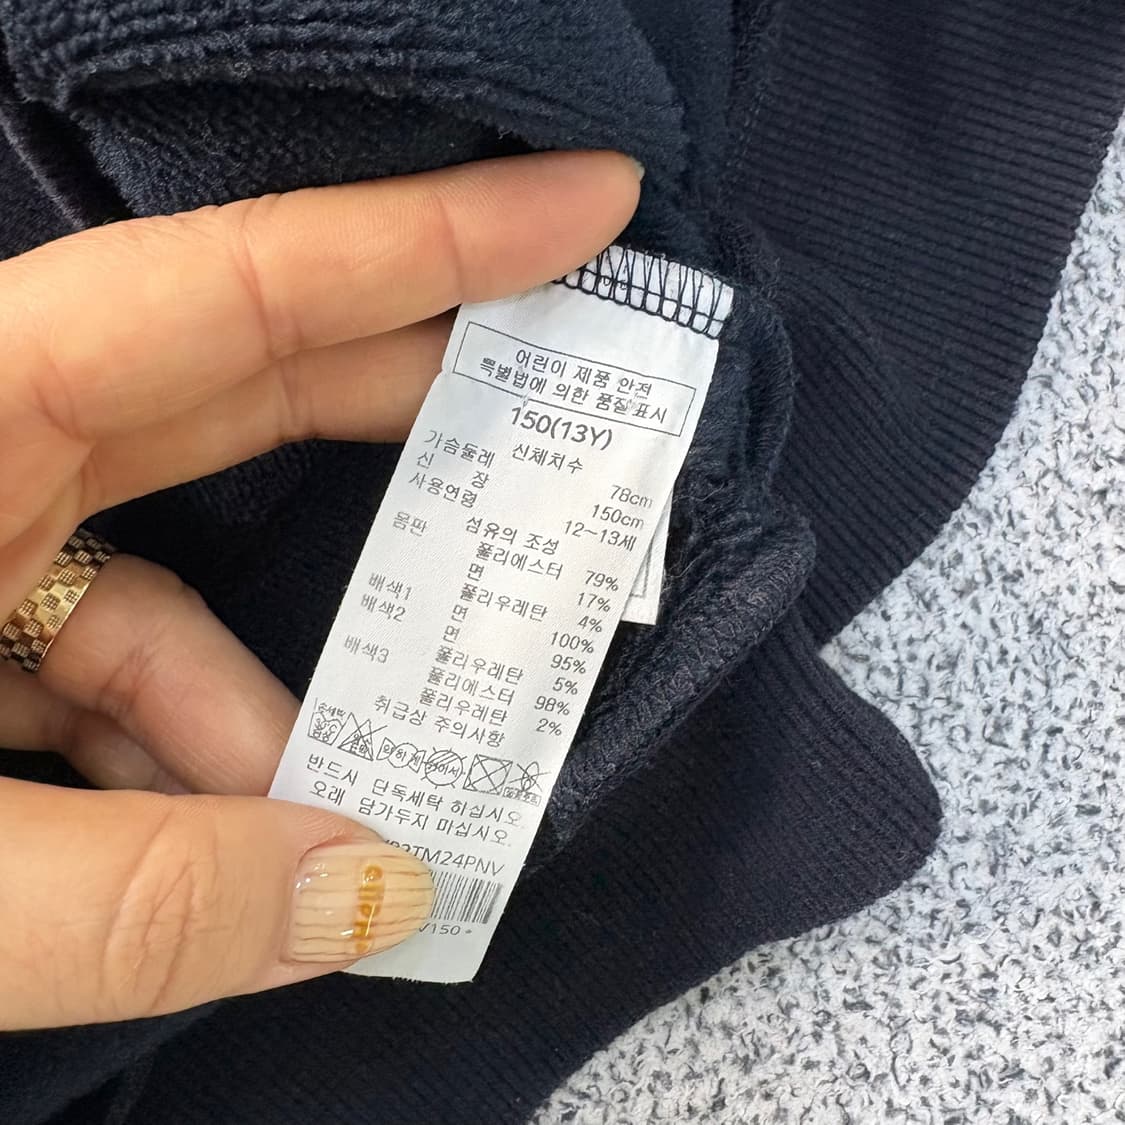 어린이 제품 안전
특별법에 의한 품질 표시
150(13Y)
신체치수
가슴둘레 78cm
신 장 150cm
사용연령 12~13세
섬유의 조성
몸판 폴리에스터 79%
면 17%
폴리우레탄 4%
배색1 면 100%
배색2 면 95%
폴리우레탄 5%
배색3 폴리에스터 98%
폴리우레탄 2%
취급상 주의사항
반드시 단독세탁 하십시오.
오래 담가두지 마십시오.
TM24PNV
V150